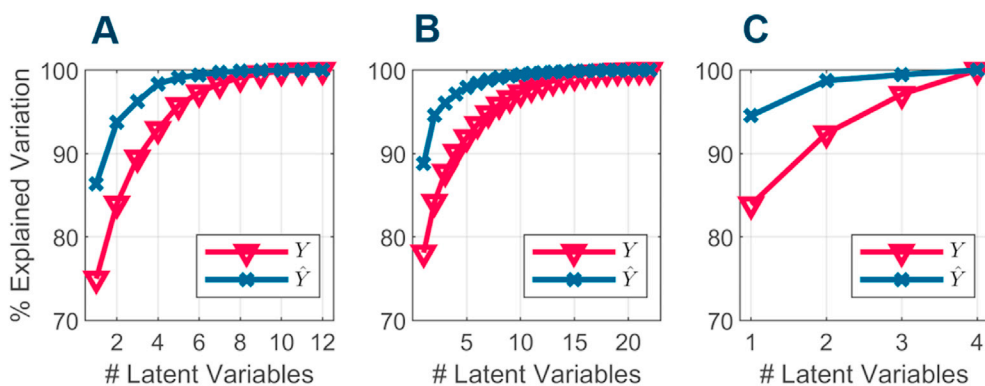 A
B
C
% Explained Variation
100
90
80
70
2 4 6 8 10 12
# Latent Variables
Y
Ŷ
100
90
80
70
5 10 15 20
# Latent Variables
Y
Ŷ
100
90
80
70
1 2 3 4
# Latent Variables
Y
Ŷ